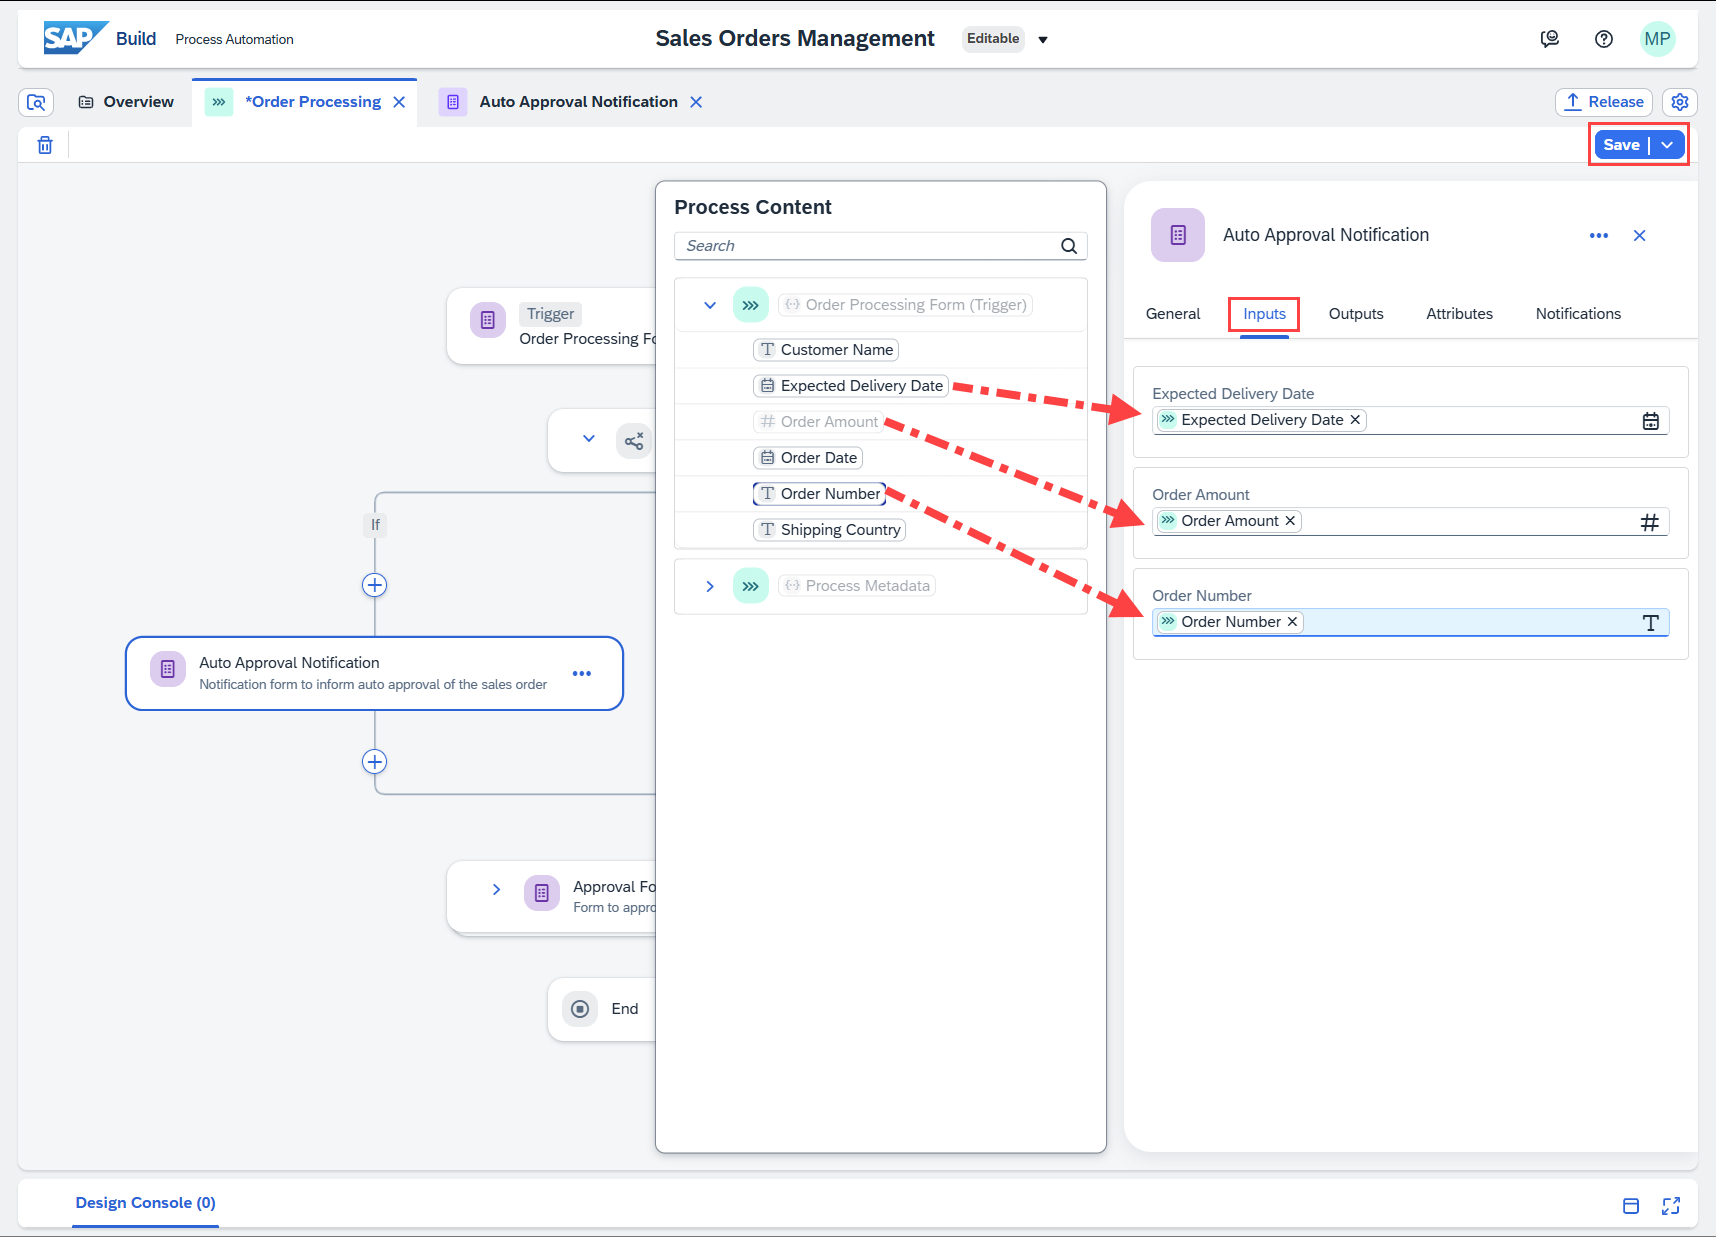 SAP Build Process Automation
Sales Orders Management Editable
MP
Overview
*Order Processing
Auto Approval Notification
Release
Save
Trigger
Order Processing Fo
If
Auto Approval Notification
Notification form to inform auto approval of the sales order
Approval Fo
Form to appro
End
Process Content
Search
Order Processing Form (Trigger)
Customer Name
Expected Delivery Date
Order Amount
Order Date
Order Number
Shipping Country
Process Metadata
Auto Approval Notification
General Inputs Outputs Attributes Notifications
Expected Delivery Date
Expected Delivery Date
Order Amount
Order Amount
Order Number
Order Number
Design Console (0)